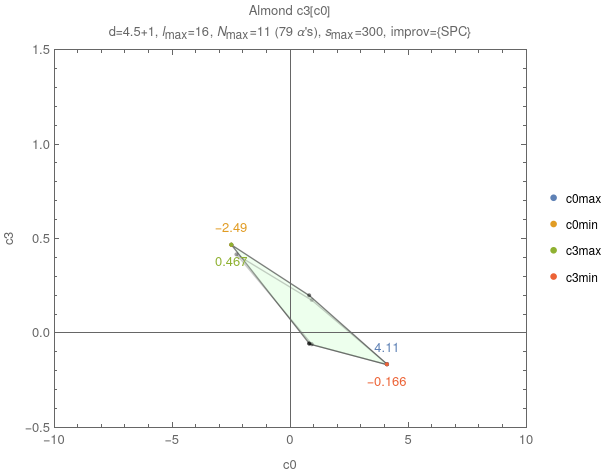 Almond c3[c0]
d=4.5+1, lmax=16, Nmax=11 (79 α's), smax=300, improv={SPC}
1.5
1.0
0.5
0.0
−0.5
c3
−2.49
0.467
4.11
−0.166
−10
−5
0
5
10
c0
c0max
c0min
c3max
c3min